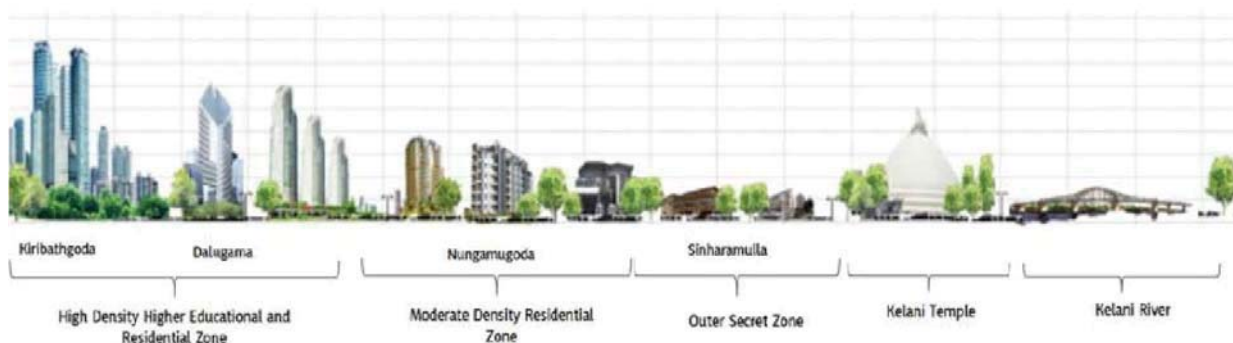 Kiribathgoda
Dalugama
Nungamugoda
Sinharamulla
High Density Higher Educational and
Residential Zone
Moderate Density Residential
Zone
Outer Secret Zone
Kelani Temple
Kelani River